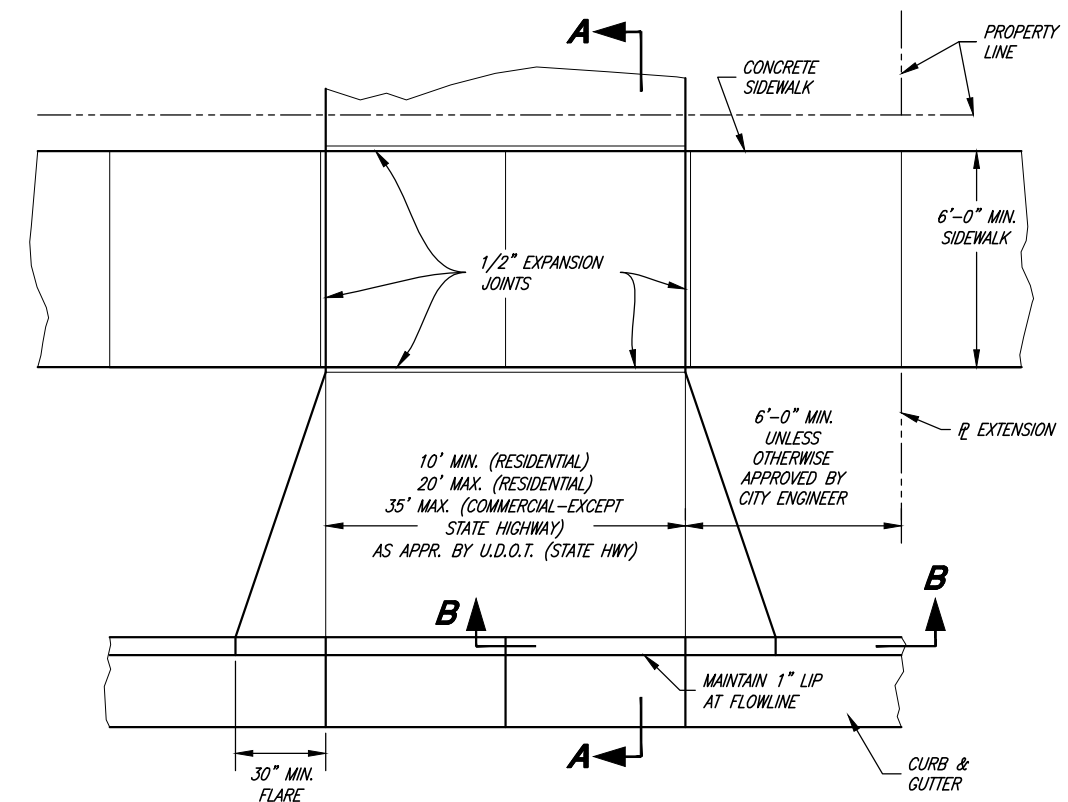 A
PROPERTY
LINE
CONCRETE
SIDEWALK
6'-0" MIN.
SIDEWALK
1/2" EXPANSION
JOINTS
6'-0" MIN.
UNLESS
OTHERWISE
APPROVED BY
CITY ENGINEER
℄ EXTENSION
10' MIN. (RESIDENTIAL)
20' MAX. (RESIDENTIAL)
35' MAX. (COMMERCIAL-EXCEPT
STATE HIGHWAY)
AS APPR. BY U.D.O.T. (STATE HWY)
B
B
MAINTAIN 1" LIP
AT FLOWLINE
A
30" MIN.
FLARE
CURB &
GUTTER